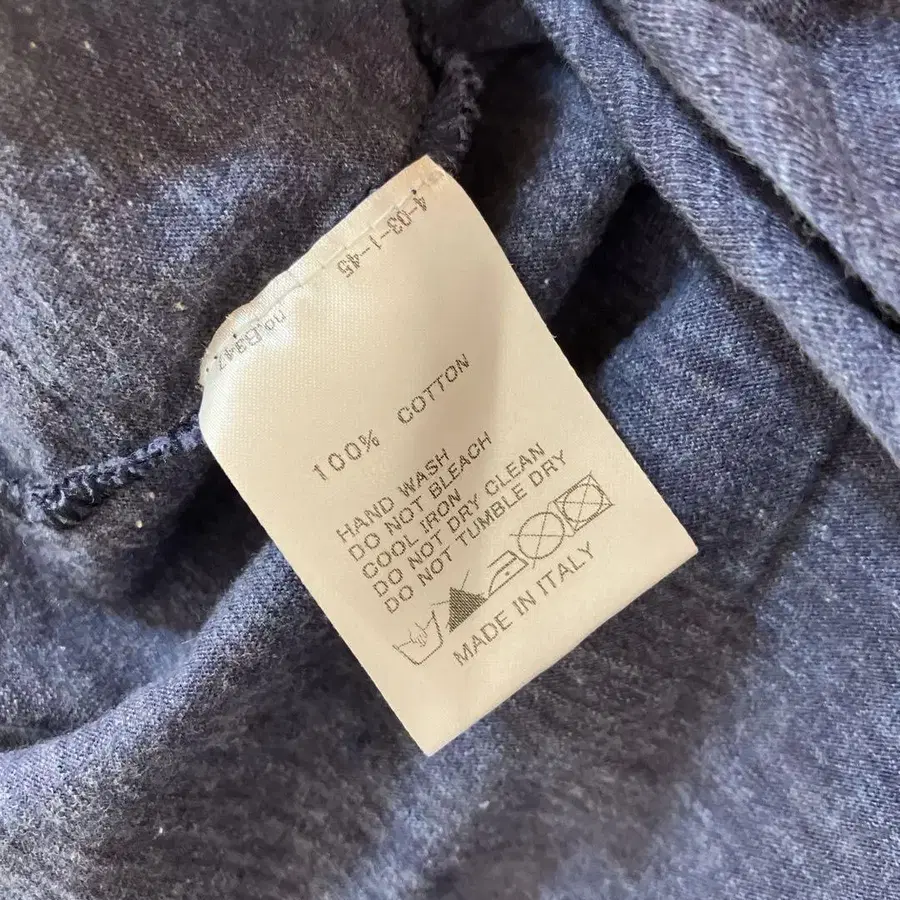 4-03-1-45
no.B347
100% COTTON
HAND WASH
DO NOT BLEACH
COOL IRON
DO NOT DRY CLEAN
DO NOT TUMBLE DRY
MADE IN ITALY